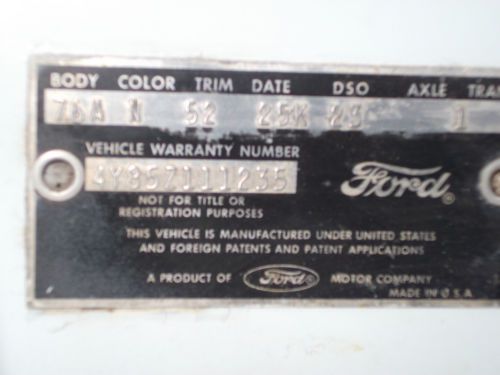 BODY COLOR TRIM DATE DSO AXLE TRA
76A 52 25K 23 1
VEHICLE WARRANTY NUMBER
Ford®
NOT FOR TITLE OR
REGISTRATION PURPOSES
THIS VEHICLE IS MANUFACTURED UNDER UNITED STATES
AND FOREIGN PATENTS AND PATENT APPLICATIONS
A PRODUCT OF Ford® MOTOR COMPANY
MADE IN U.S.A.